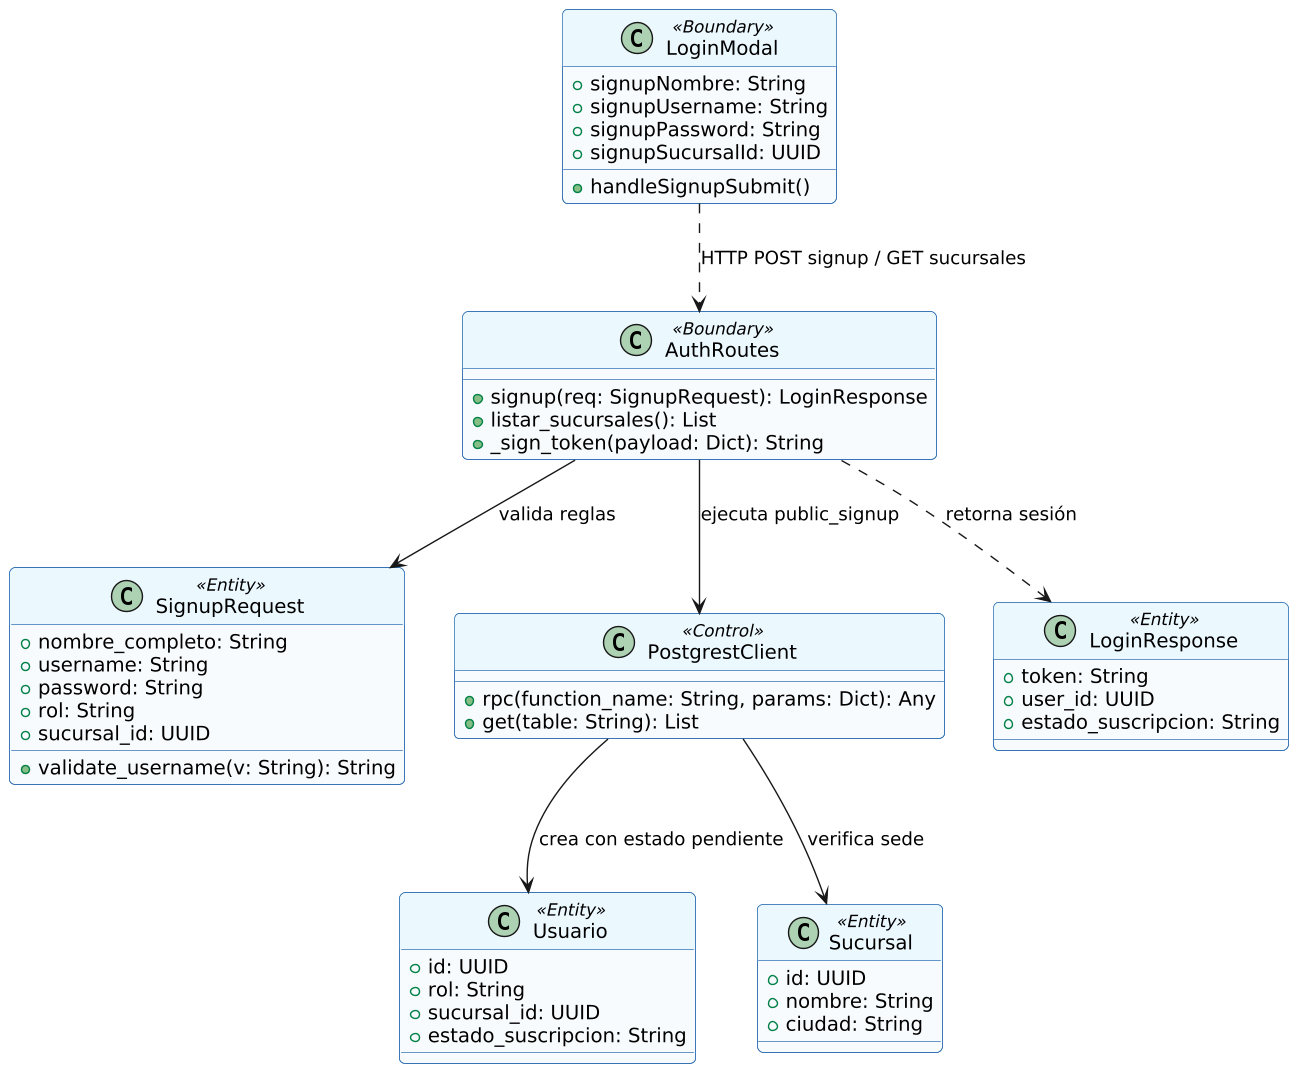 «Boundary»
C LoginModal
signupNombre: String
signupUsername: String
signupPassword: String
signupSucursalId: UUID
handleSignupSubmit()
HTTP POST signup / GET sucursales
«Boundary»
C AuthRoutes
signup(req: SignupRequest): LoginResponse
listar_sucursales(): List
_sign_token(payload: Dict): String
valida reglas
ejecuta public_signup
retorna sesión
«Entity»
C SignupRequest
nombre_completo: String
username: String
password: String
rol: String
sucursal_id: UUID
validate_username(v: String): String
«Control»
C PostgrestClient
rpc(function_name: String, params: Dict): Any
get(table: String): List
«Entity»
C LoginResponse
token: String
user_id: UUID
estado_suscripcion: String
crea con estado pendiente
verifica sede
«Entity»
C Usuario
id: UUID
rol: String
sucursal_id: UUID
estado_suscripcion: String
«Entity»
C Sucursal
id: UUID
nombre: String
ciudad: String